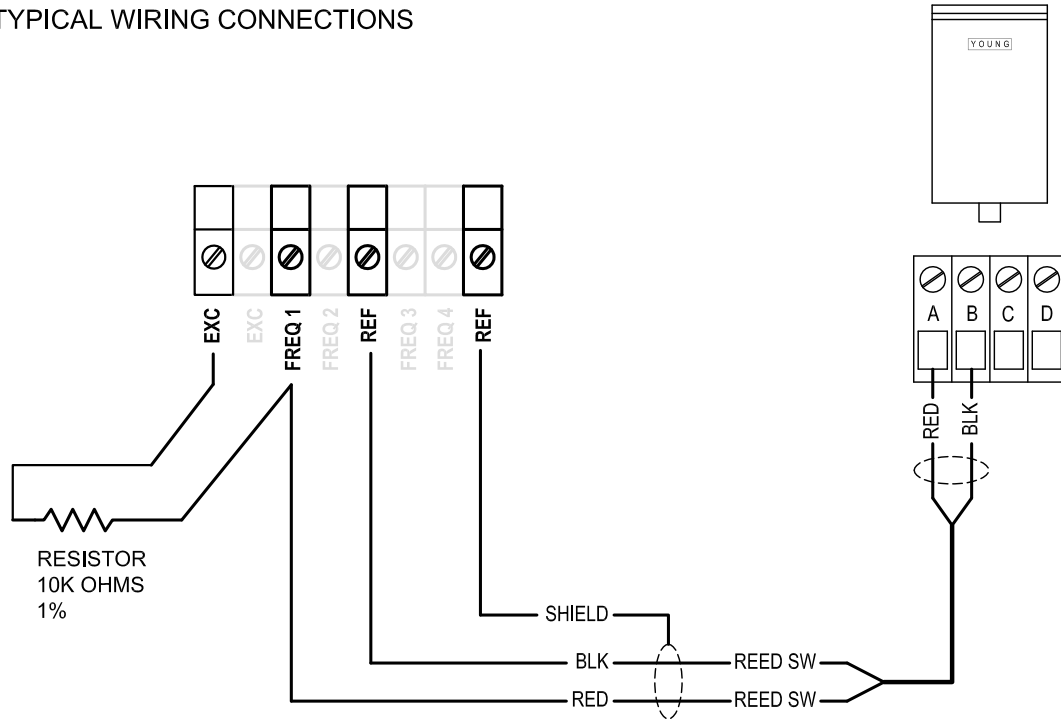 TYPICAL WIRING CONNECTIONS
YOUNG
EXC
EXC
FREQ 1
FREQ 2
REF
FREQ 3
FREQ 4
REF
A B C D
RED
BLK
RESISTOR
10K OHMS
1%
SHIELD
BLK REED SW
RED REED SW